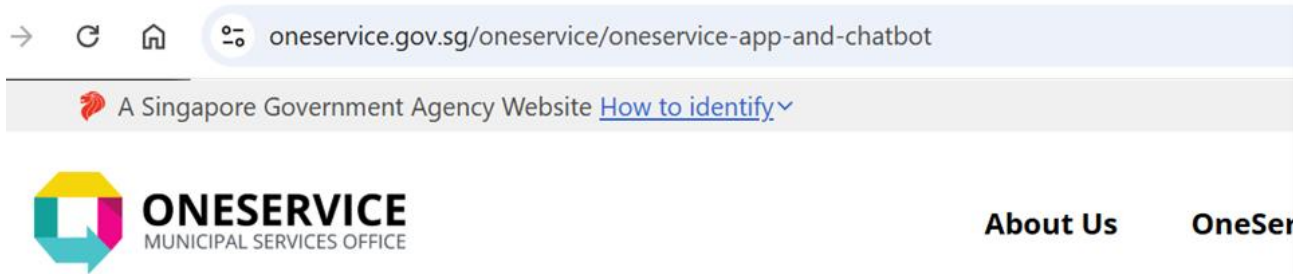 oneservice.gov.sg/oneservice/oneservice-app-and-chatbot
A Singapore Government Agency Website How to identify
ONESERVICE
MUNICIPAL SERVICES OFFICE
About Us OneSer